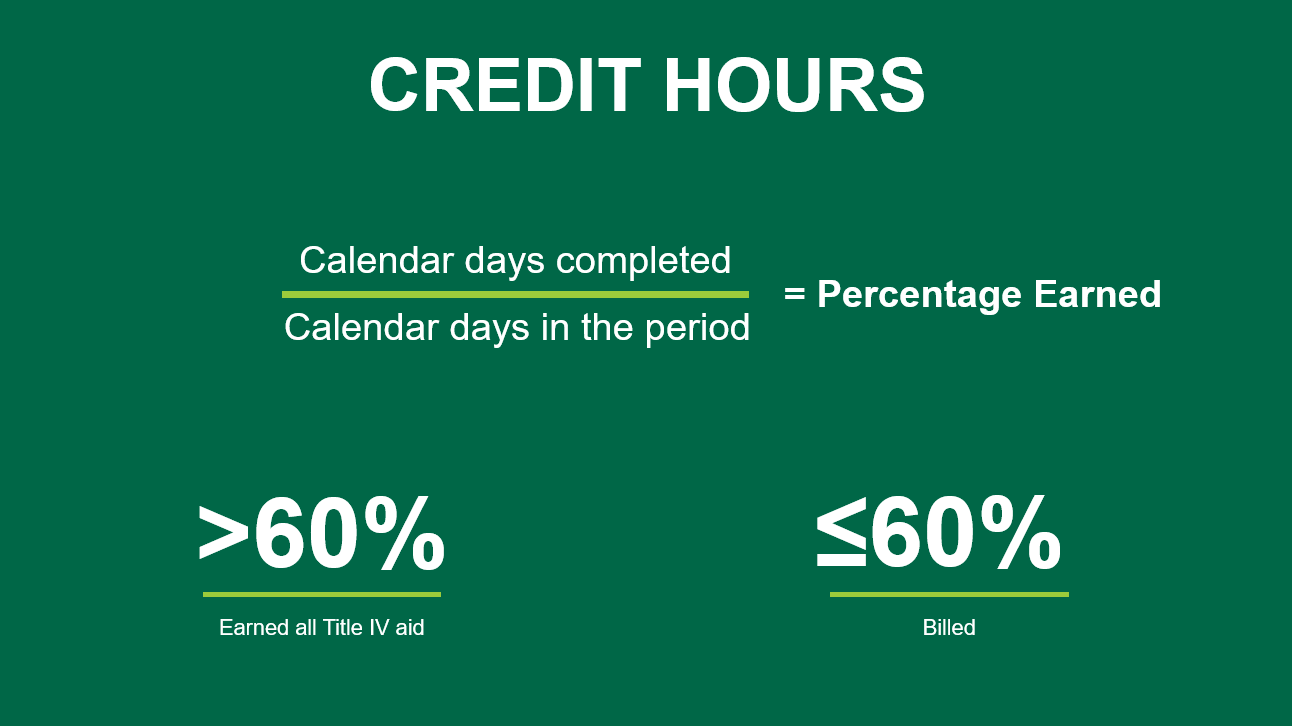 CREDIT HOURS
Calendar days completed
Calendar days in the period
= Percentage Earned
>60%
Earned all Title IV aid
≤60%
Billed